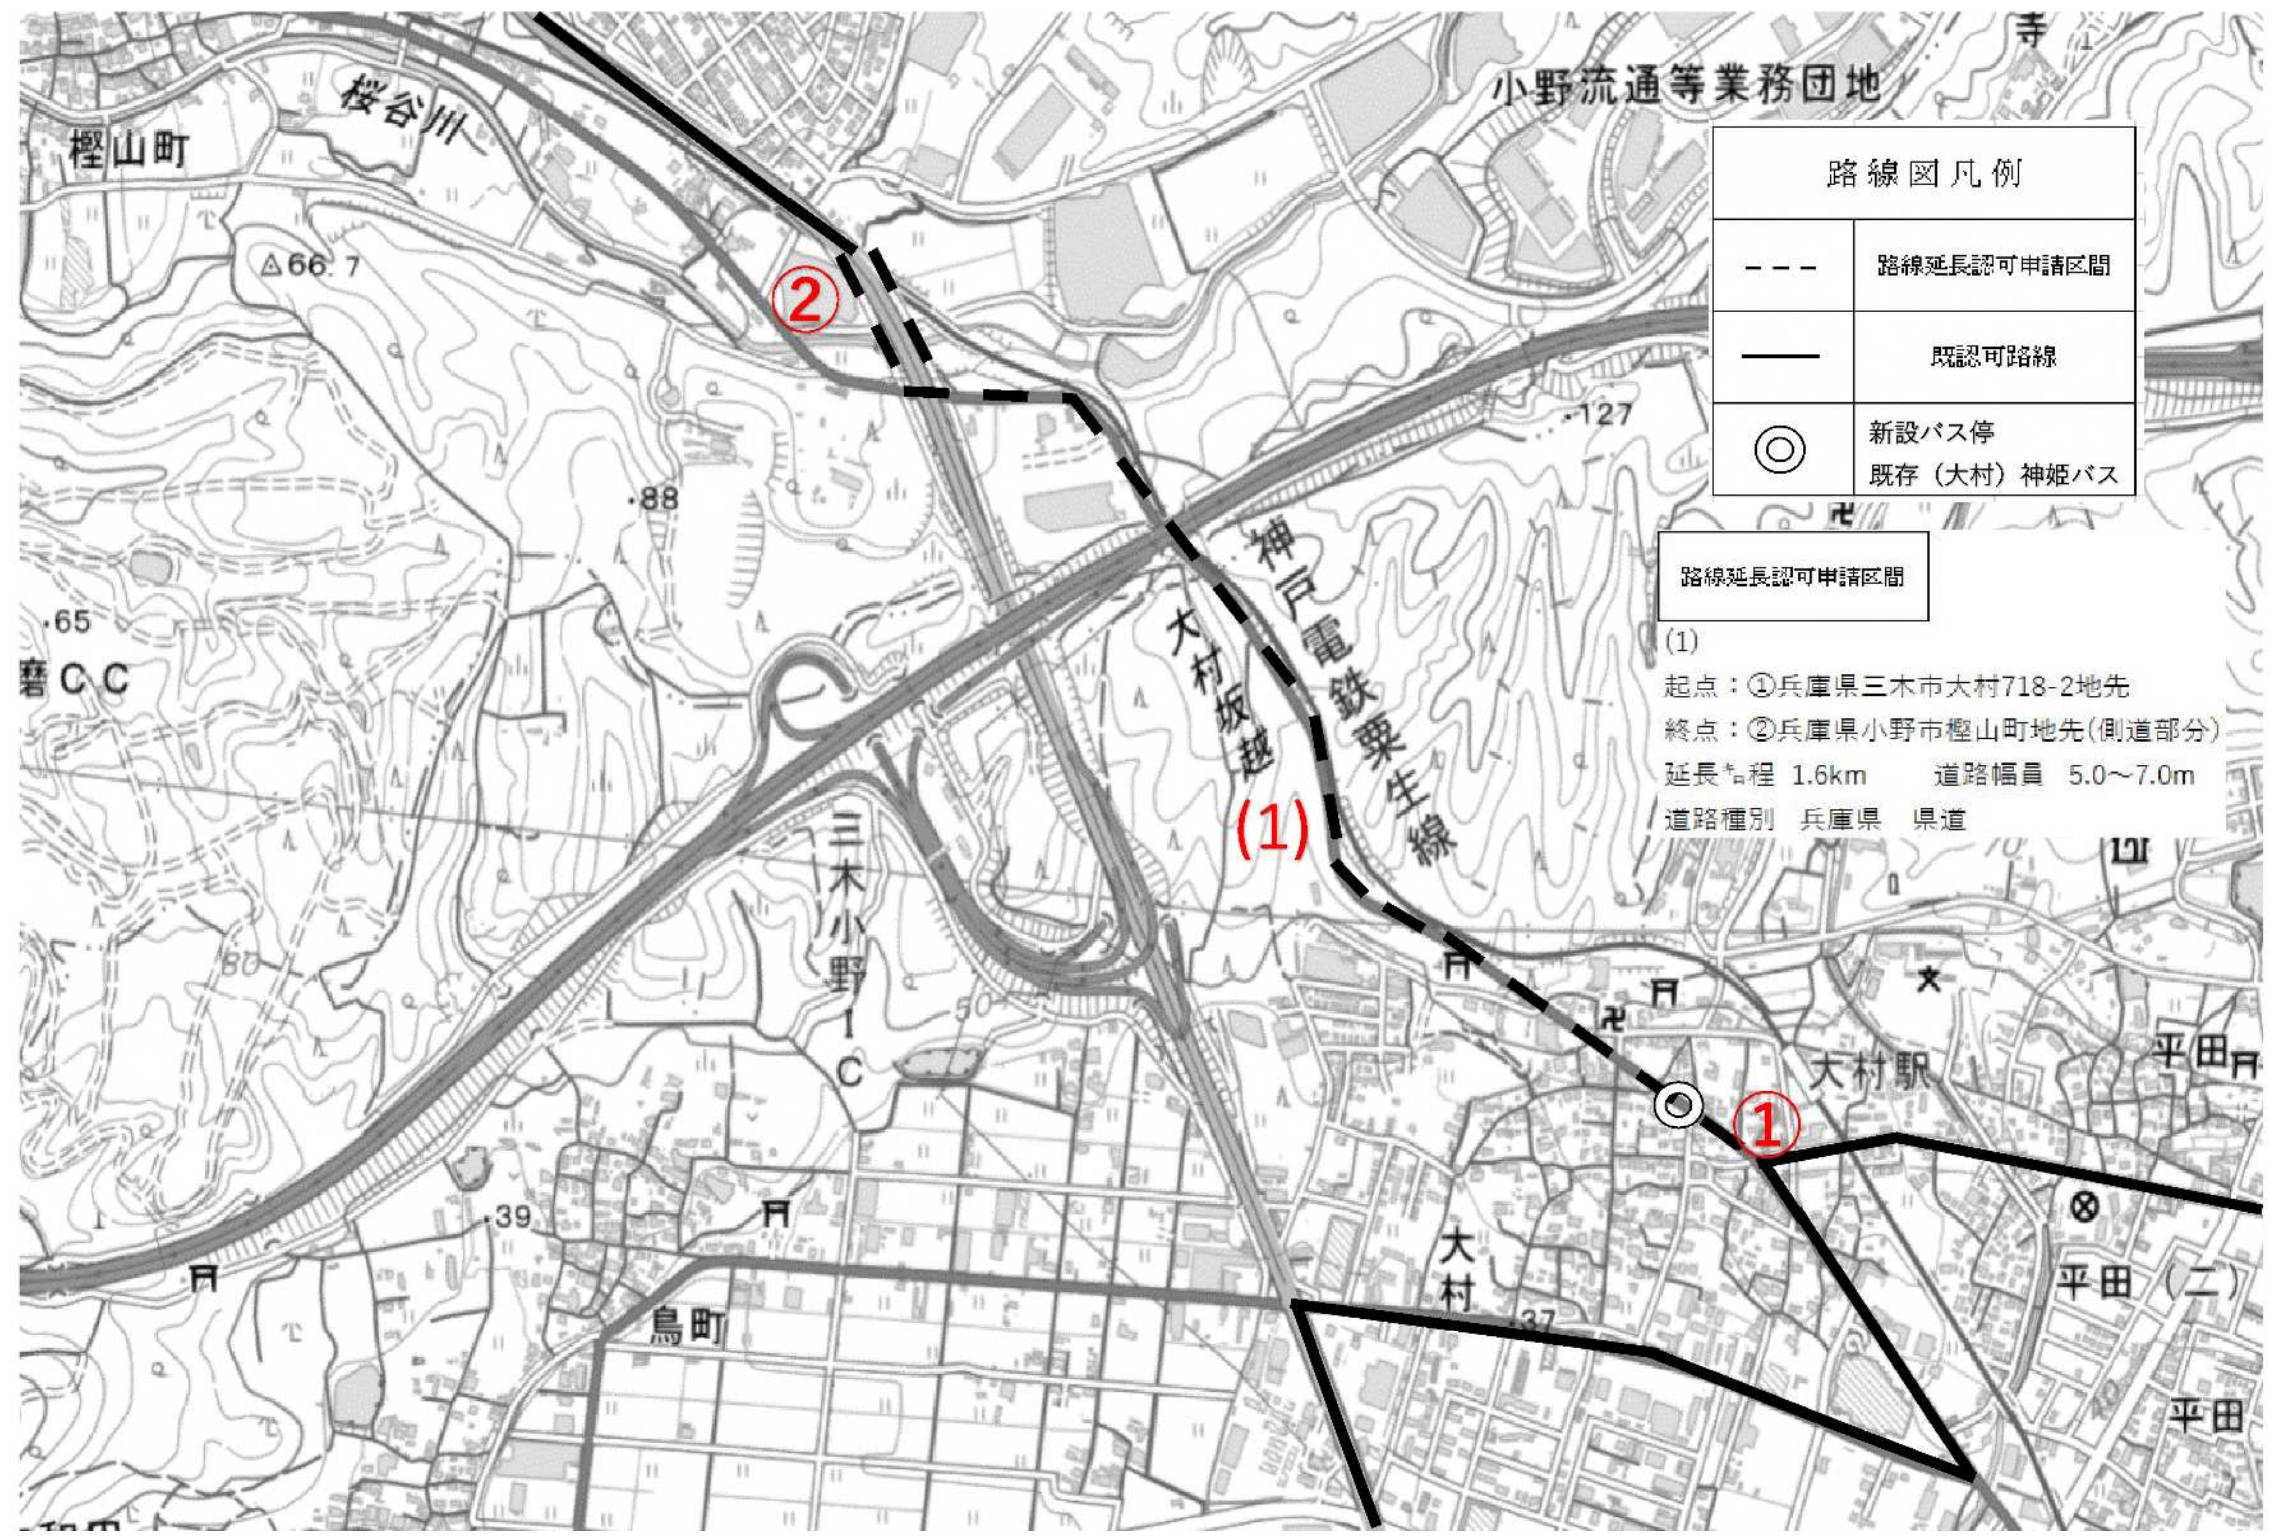 寺
小野流通等業務団地
桜谷川
樫山町
路線図凡例
路線延長認可申請区間
既認可路線
新設バス停
既存（大村）神姫バス
66.7
②
127
88
路線延長認可申請区間
(1)
起点：①兵庫県三木市大村718-2地先
終点：②兵庫県小野市樫山町地先(側道部分)
延長㌔程 1.6km 道路幅員 5.0～7.0m
道路種別 兵庫県 県道
神戸電鉄粟生線
大村坂越
65
磨CC
(1)
三木小野IC
70
80
50
大村駅
平田
①
39
大村
37
平田（二）
鳥町
40
平田